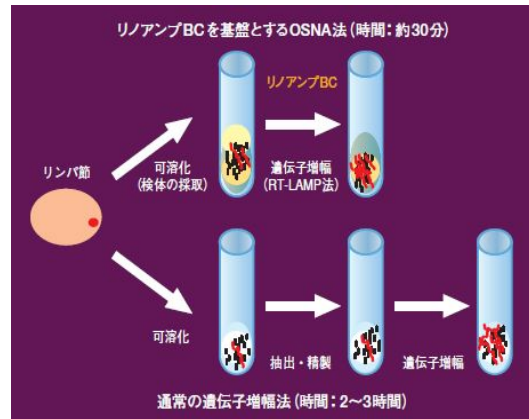 リノアンプBCを基盤とするOSNA法(時間:約30分)
リノアンプBC
リンパ節
可溶化
(検体の採取)
遺伝子増幅
(RT-LAMP法)
可溶化
抽出・精製
遺伝子増幅
通常の遺伝子増幅法(時間:2〜3時間)